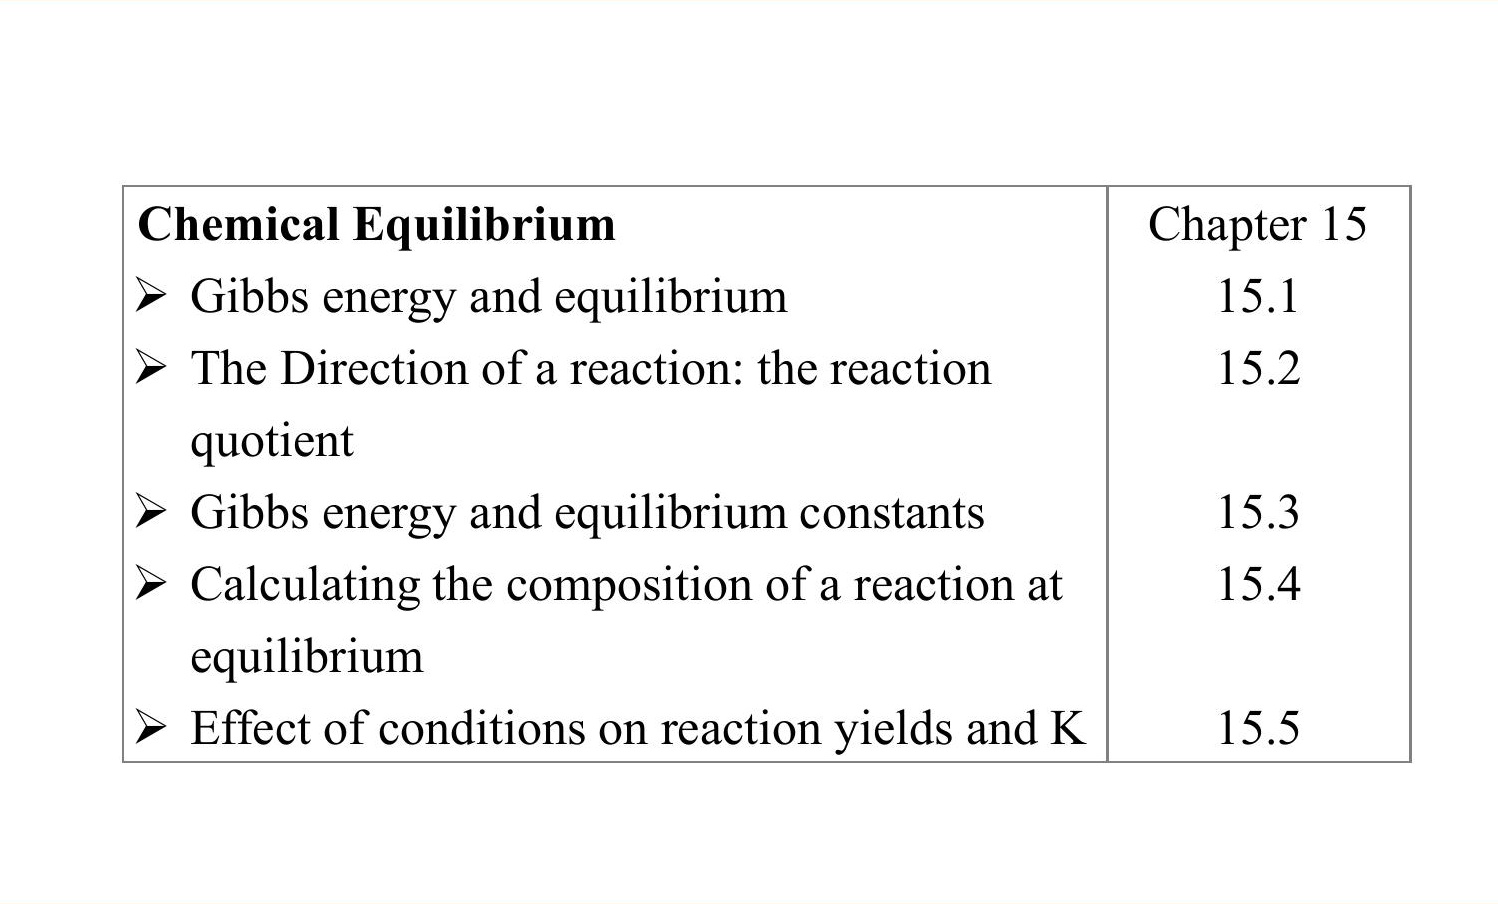 Chemical Equilibrium Chapter 15
➢ Gibbs energy and equilibrium 15.1
➢ The Direction of a reaction: the reaction 15.2
quotient
➢ Gibbs energy and equilibrium constants 15.3
➢ Calculating the composition of a reaction at 15.4
equilibrium
➢ Effect of conditions on reaction yields and K 15.5